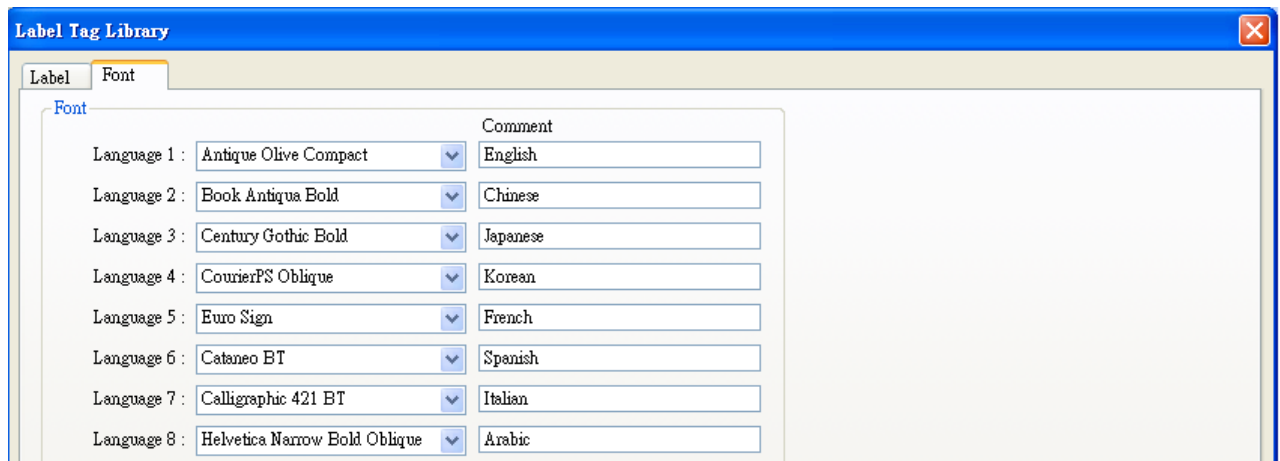 Label Tag Library
Label Font
Font
Comment
Language 1 : Antique Olive Compact English
Language 2 : Book Antiqua Bold Chinese
Language 3 : Century Gothic Bold Japanese
Language 4 : CourierPS Oblique Korean
Language 5 : Euro Sign French
Language 6 : Cataneo BT Spanish
Language 7 : Calligraphic 421 BT Italian
Language 8 : Helvetica Narrow Bold Oblique Arabic